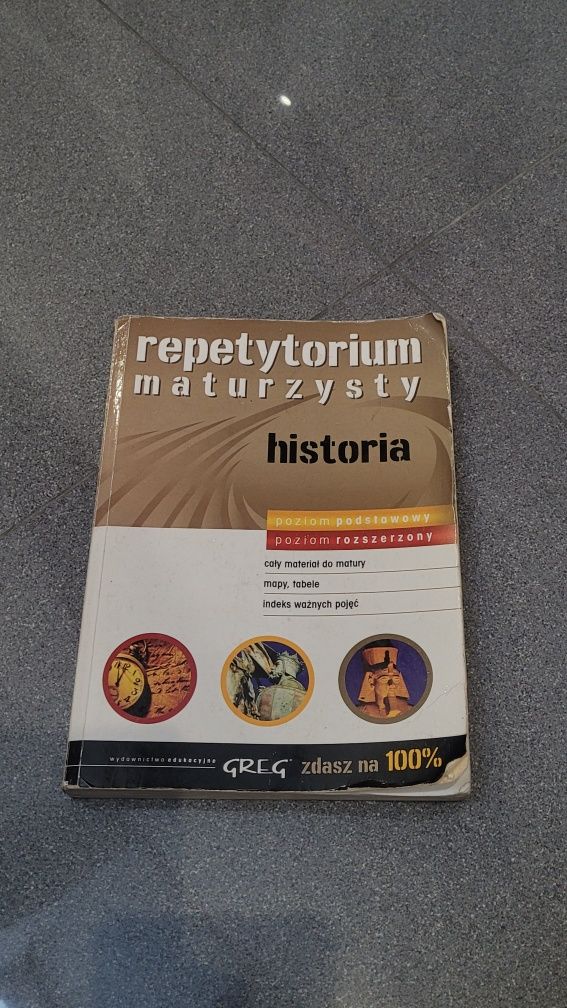 repetytorium
maturzysty
historia
poziom podstawowy
poziom rozszerzony
cały materiał do matury
mapy, tabele
indeks ważnych pojęć
wydawnictwo edukacyjne GREG® zdasz na 100%